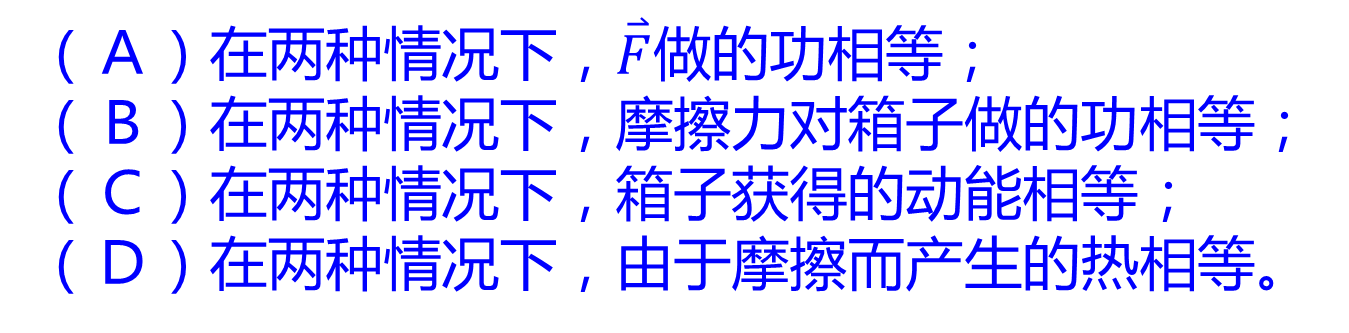 （A）在两种情况下，$\vec{F}$做的功相等；
（B）在两种情况下，摩擦力对箱子做的功相等；
（C）在两种情况下，箱子获得的动能相等；
（D）在两种情况下，由于摩擦而产生的热相等。